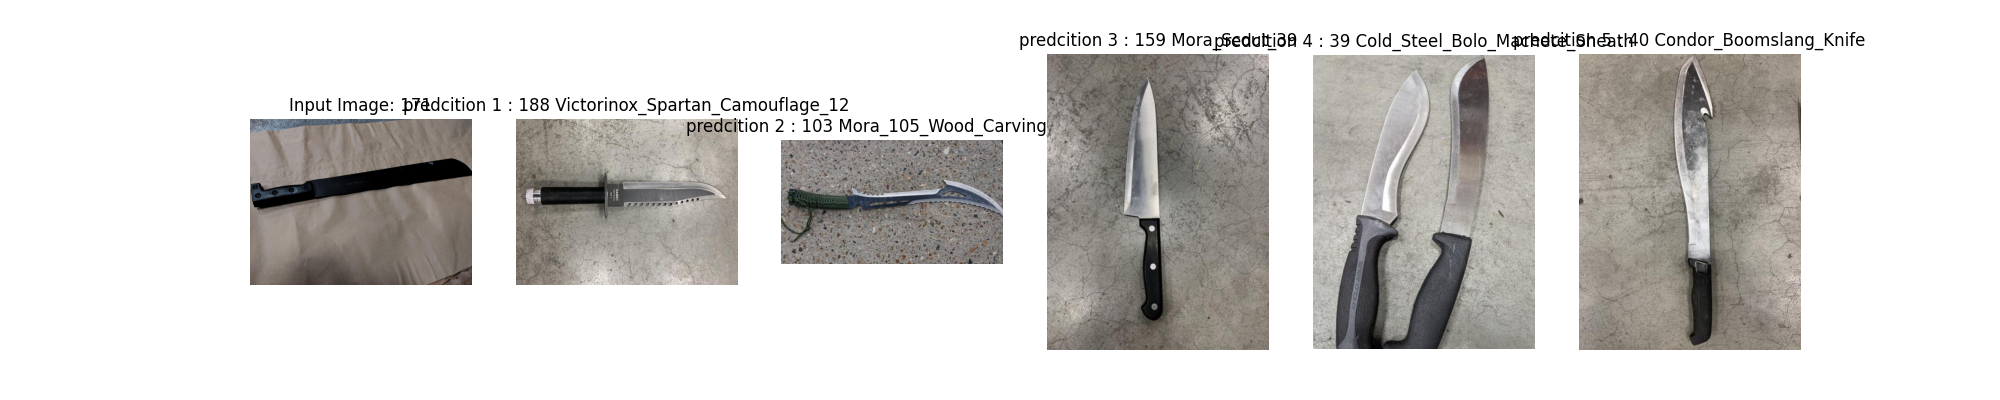 Input Image: 171
predcition 1 : 188 Victorinox_Spartan_Camouflage_12
predcition 2 : 103 Mora_105_Wood_Carving
predcition 3 : 159 Mora_Scout_39
predcition 4 : 39 Cold_Steel_Bolo_Machete_Sheath
predcition 5 : 40 Condor_Boomslang_Knife